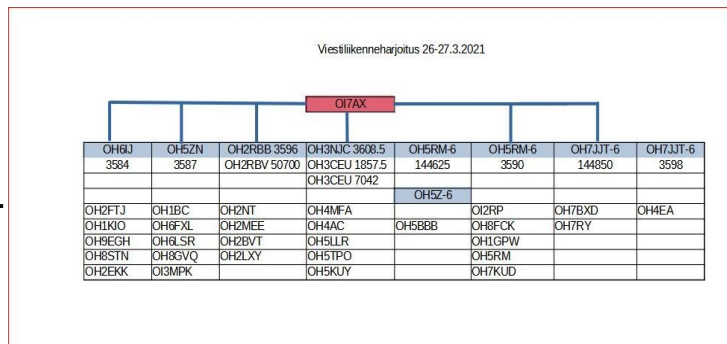 Viestiliikenneharjoitus 26-27.3.2021
OI7AX
OH6IJ OH5ZN OH2RBB 3596 OH3NJC 3608.5 OH5RM-6 OH5RM-6 OH7JJT-6 OH7JJT-6
3584 3587 OH2RBV 50700 OH3CEU 1857.5 144625 3590 144850 3598
OH3CEU 7042
OH5Z-6
OH2FTJ OH1BC OH2NT OH4MFA OI2RP OH7BXD OH4EA
OH1KIO OH6FXL OH2MEE OH4AC OH5BBB OH8FCK OH7RY
OH9EGH OH6LSR OH2BVT OH5LLR OH1GPW
OH8STN OH8GVQ OH2LXY OH5TPO OH5RM
OH2EKK OI3MPK OH5KUY OH7KUD